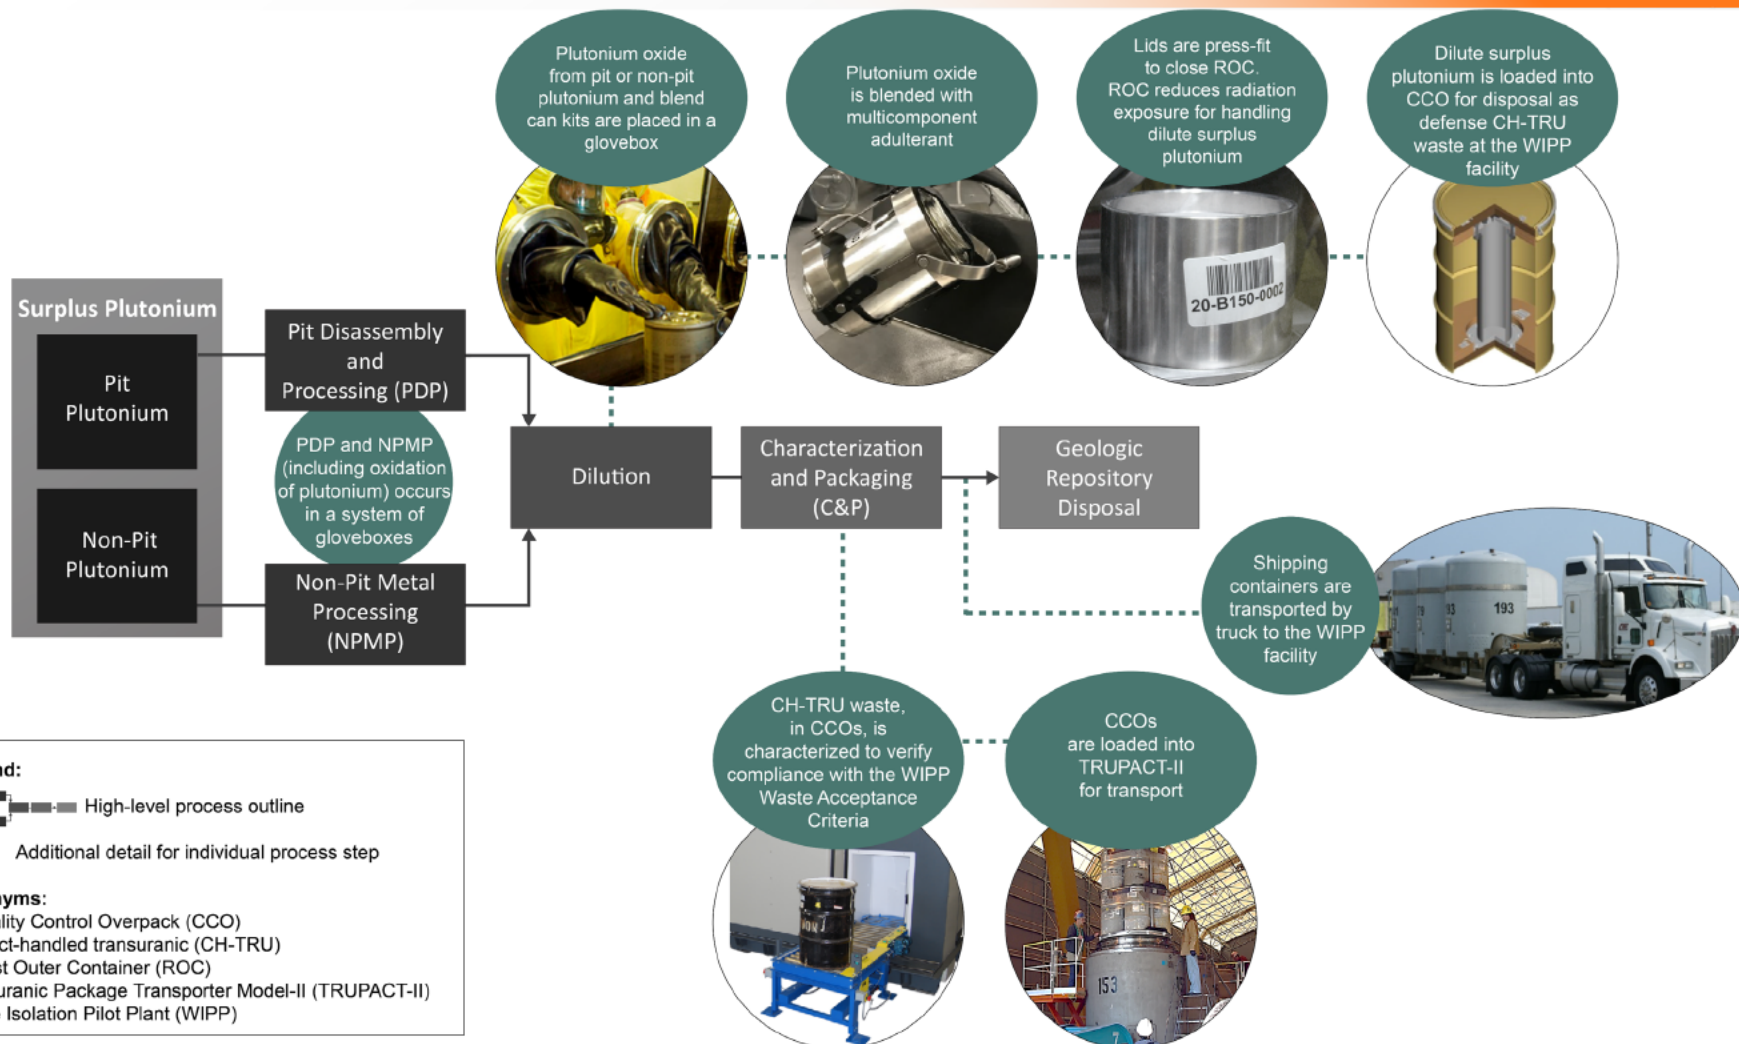 Plutonium oxide
from pit or non-pit
plutonium and blend
can kits are placed in a
glovebox
Plutonium oxide
is blended with
multicomponent
adulterant
Lids are press-fit
to close ROC.
ROC reduces radiation
exposure for handling
dilute surplus
plutonium
Dilute surplus
plutonium is loaded into
CCO for disposal as
defense CH-TRU
waste at the WIPP
facility
20-B150-0002
Surplus Plutonium
Pit
Plutonium
Non-Pit
Plutonium
Pit Disassembly
and
Processing (PDP)
PDP and NPMP
(including oxidation
of plutonium) occurs
in a system of
gloveboxes
Non-Pit Metal
Processing
(NPMP)
Dilution
Characterization
and Packaging
(C&P)
Geologic
Repository
Disposal
Shipping
containers are
transported by
truck to the WIPP
facility
193
CH-TRU waste,
in CCOs, is
characterized to verify
compliance with the WIPP
Waste Acceptance
Criteria
CCOs
are loaded into
TRUPACT-II
for transport
153
7
nd:
High-level process outline
Additional detail for individual process step
nyms:
ality Control Overpack (CCO)
ct-handled transuranic (CH-TRU)
st Outer Container (ROC)
uranic Package Transporter Model-II (TRUPACT-II)
Isolation Pilot Plant (WIPP)